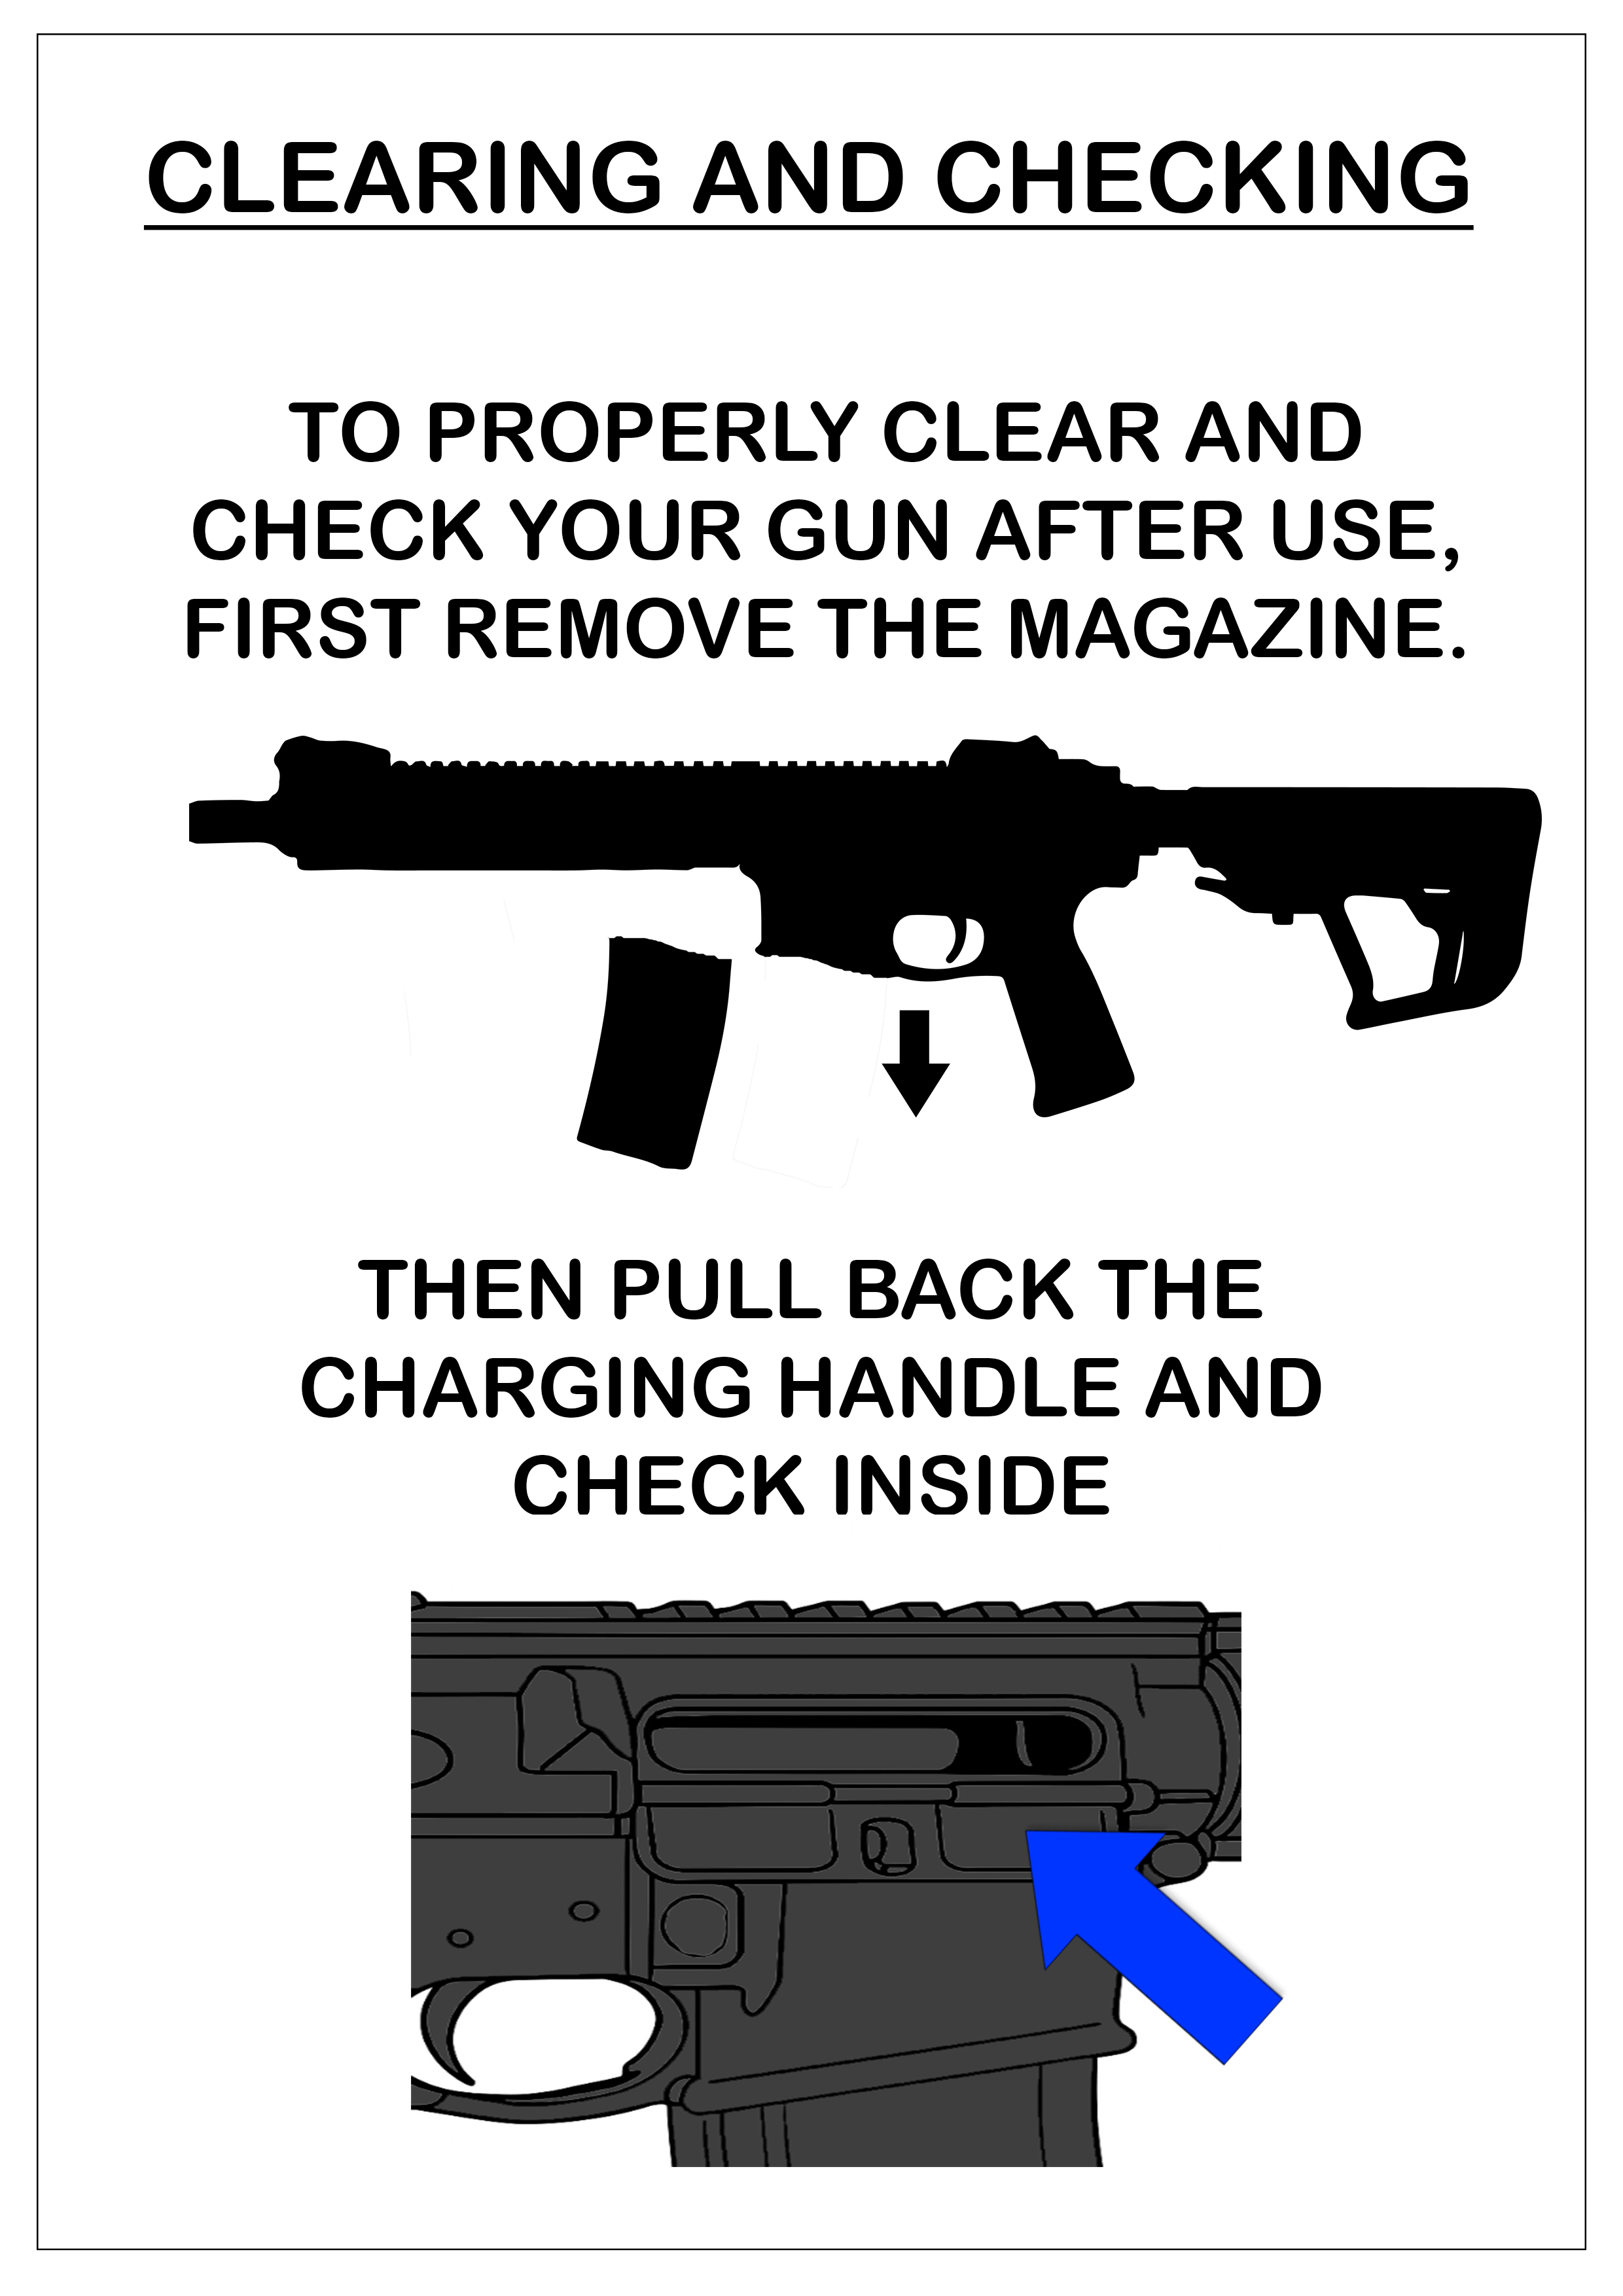 CLEARING AND CHECKING
TO PROPERLY CLEAR AND
CHECK YOUR GUN AFTER USE,
FIRST REMOVE THE MAGAZINE.
THEN PULL BACK THE
CHARGING HANDLE AND
CHECK INSIDE